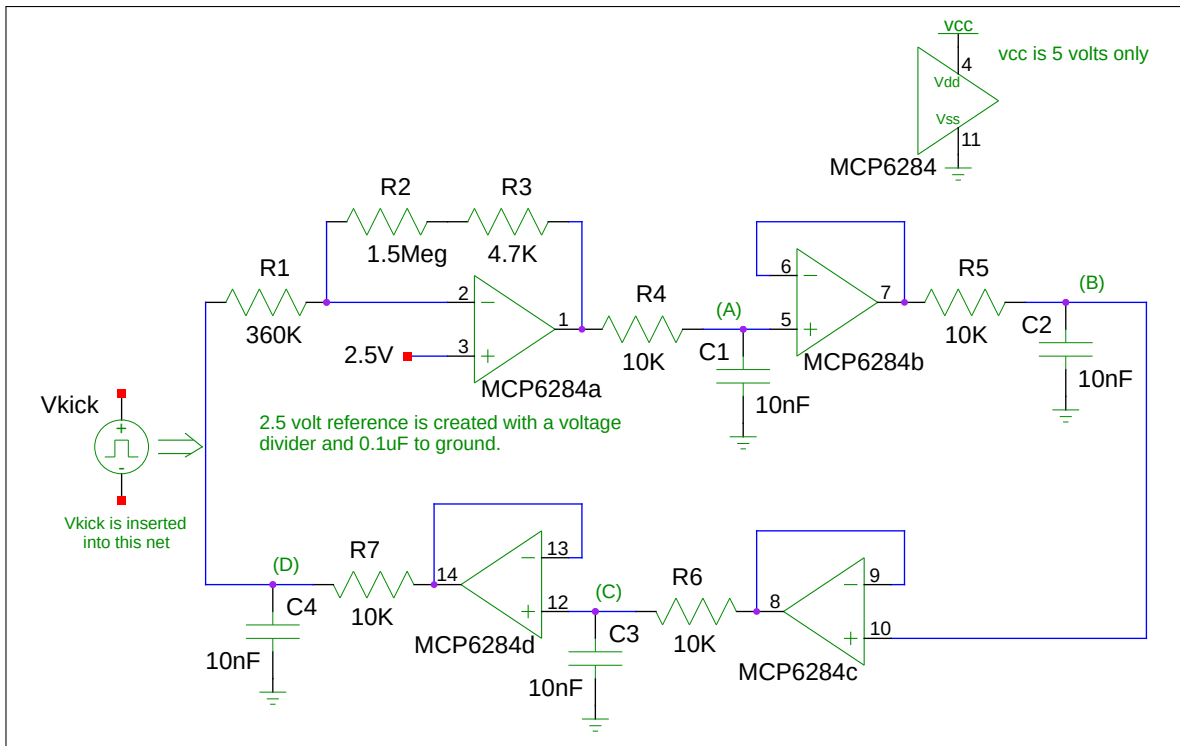 vcc
vcc is 5 volts only
4
Vdd
Vss
11
MCP6284
R2
R3
1.5Meg
4.7K
R1
360K
2
1
3
2.5V
MCP6284a
R4
10K
(A)
C1
10nF
6
7
5
MCP6284b
R5
10K
(B)
C2
10nF
2.5 volt reference is created with a voltage
divider and 0.1uF to ground.
Vkick
+
-
Vkick is inserted
into this net
(D)
R7
10K
C4
10nF
14
13
12
MCP6284d
(C)
C3
10nF
R6
10K
8
9
10
MCP6284c